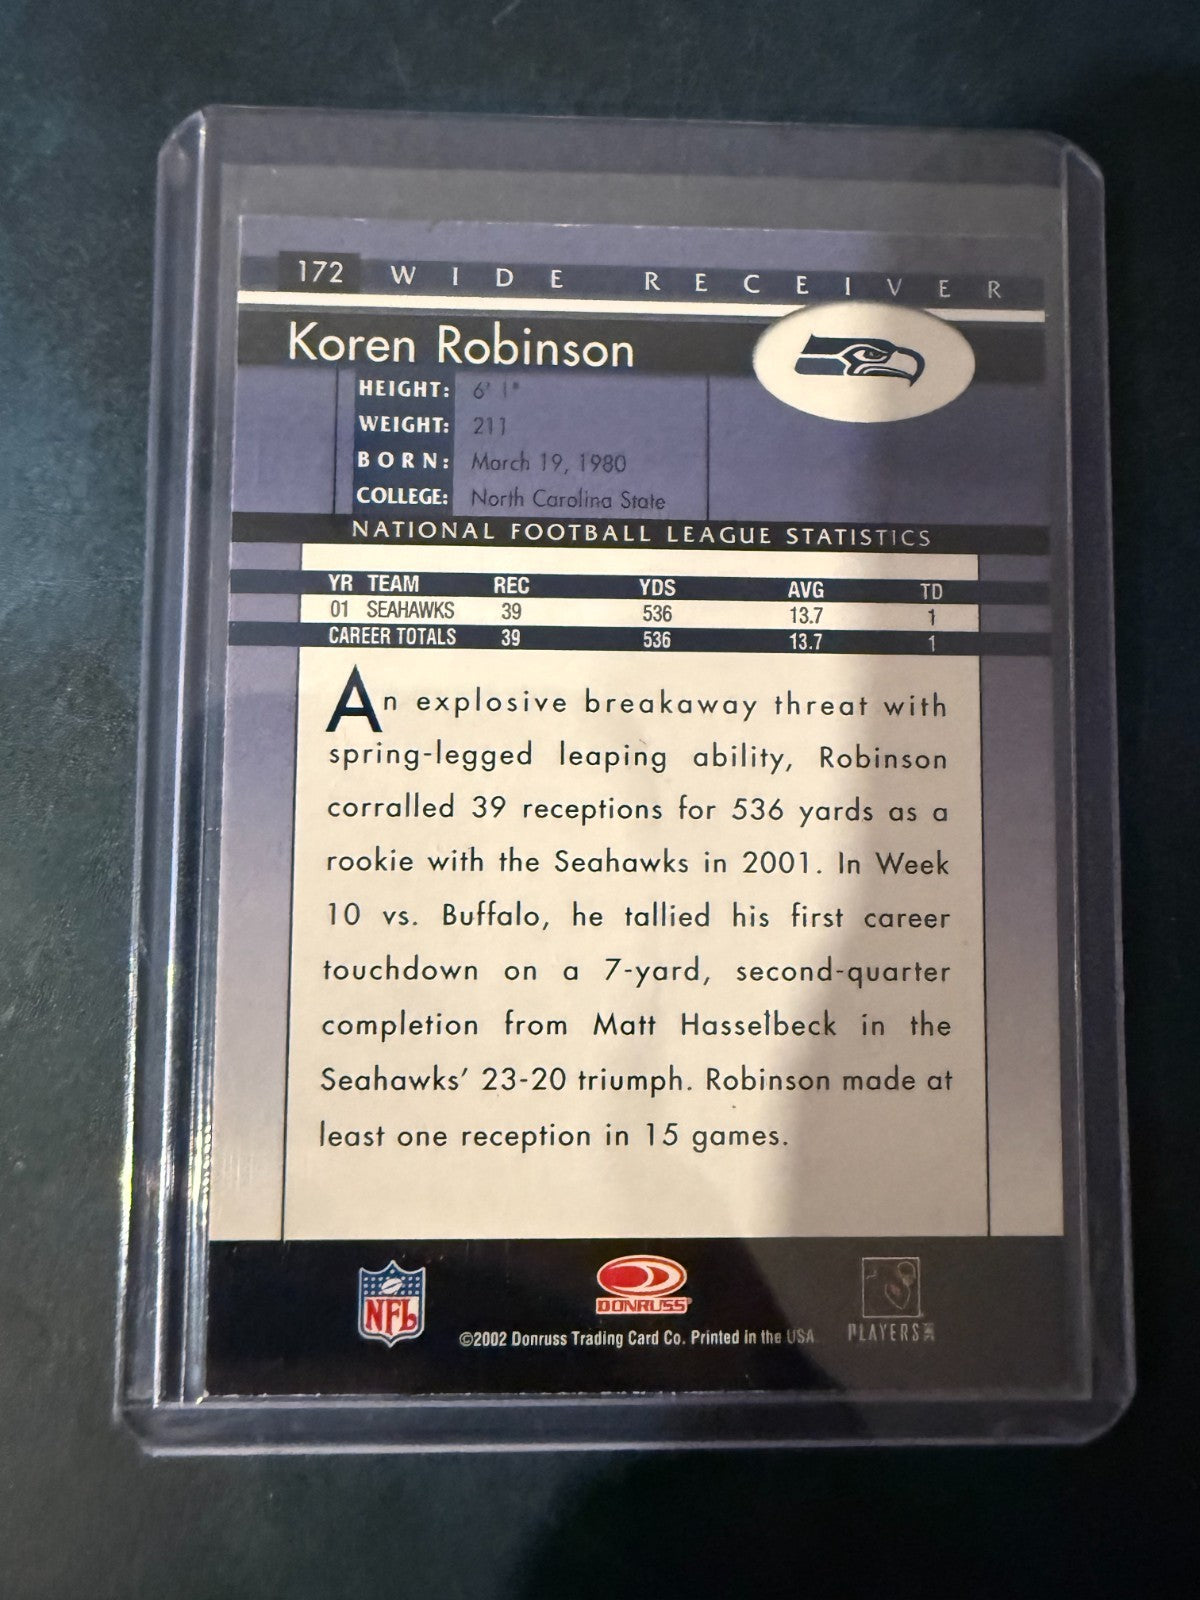 172 WIDE RECEIVER
Koren Robinson
HEIGHT: 6' 1"
WEIGHT: 211
BORN: March 19, 1980
COLLEGE: North Carolina State
NATIONAL FOOTBALL LEAGUE STATISTICS
YR TEAM REC YDS AVG TD
01 SEAHAWKS 39 536 13.7 1
CAREER TOTALS 39 536 13.7 1
An explosive breakaway threat with
spring-legged leaping ability, Robinson
corralled 39 receptions for 536 yards as a
rookie with the Seahawks in 2001. In Week
10 vs. Buffalo, he tallied his first career
touchdown on a 7-yard, second-quarter
completion from Matt Hasselbeck in the
Seahawks' 23-20 triumph. Robinson made at
least one reception in 15 games.
NFL
DONRUSS
©2002 Donruss Trading Card Co. Printed in the USA
PLAYERS